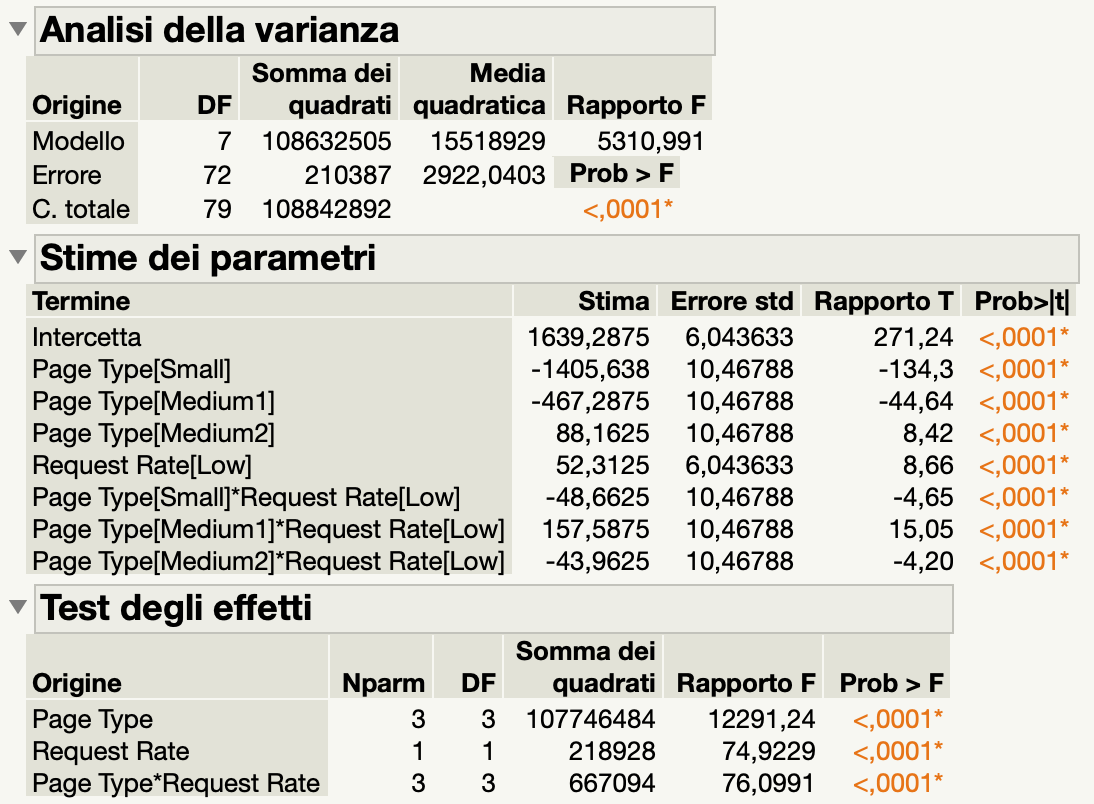 Analisi della varianza
Somma dei Media
Origine DF quadrati quadratica Rapporto F
Modello 7 108632505 15518929 5310,991
Errore 72 210387 2922,0403 Prob > F
C. totale 79 108842892 <,0001*
Stime dei parametri
Termine Stima Errore std Rapporto T Prob>|t|
Intercetta 1639,2875 6,043633 271,24 <,0001*
Page Type[Small] -1405,638 10,46788 -134,3 <,0001*
Page Type[Medium1] -467,2875 10,46788 -44,64 <,0001*
Page Type[Medium2] 88,1625 10,46788 8,42 <,0001*
Request Rate[Low] 52,3125 6,043633 8,66 <,0001*
Page Type[Small]*Request Rate[Low] -48,6625 10,46788 -4,65 <,0001*
Page Type[Medium1]*Request Rate[Low] 157,5875 10,46788 15,05 <,0001*
Page Type[Medium2]*Request Rate[Low] -43,9625 10,46788 -4,20 <,0001*
Test degli effetti
Somma dei
Origine Nparm DF quadrati Rapporto F Prob > F
Page Type 3 3 107746484 12291,24 <,0001*
Request Rate 1 1 218928 74,9229 <,0001*
Page Type*Request Rate 3 3 667094 76,0991 <,0001*